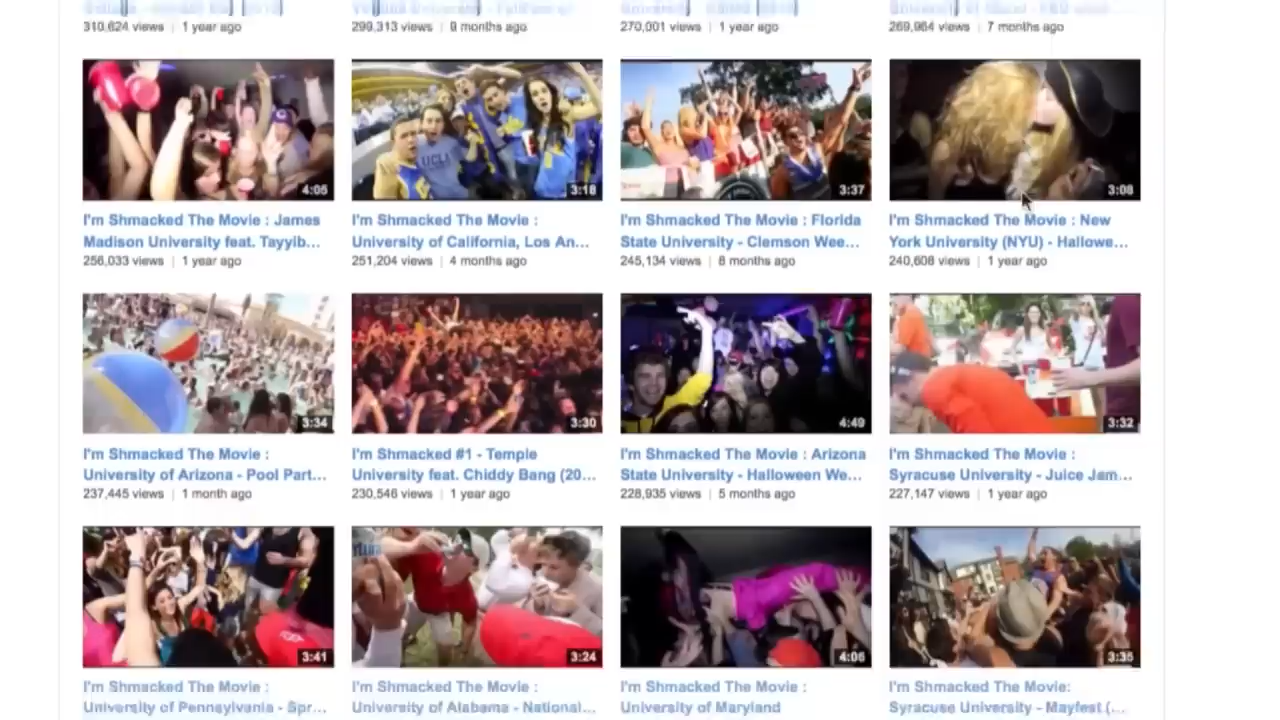 310,624 views | 1 year ago
299,313 views | 9 months ago
270,001 views | 1 year ago
269,964 views | 7 months ago
4:05
UCLA
3:18
3:37
3:08
I'm Shmacked The Movie : James
Madison University feat. Tayyib...
256,033 views | 1 year ago
I'm Shmacked The Movie :
University of California, Los An...
251,204 views | 4 months ago
I'm Shmacked The Movie : Florida
State University - Clemson Wee...
245,134 views | 8 months ago
I'm Shmacked The Movie : New
York University (NYU) - Hallowe...
240,608 views | 1 year ago
3:34
3:30
4:49
3:32
I'm Shmacked The Movie :
University of Arizona - Pool Part...
237,445 views | 1 month ago
I'm Shmacked #1 - Temple
University feat. Chiddy Bang (20...
230,546 views | 1 year ago
I'm Shmacked The Movie : Arizona
State University - Halloween We...
228,935 views | 5 months ago
I'm Shmacked The Movie :
Syracuse University - Juice Jam...
227,147 views | 1 year ago
3:41
3:24
4:06
3:35
I'm Shmacked The Movie :
University of Pennsylvania - Spr...
I'm Shmacked The Movie :
University of Alabama - National...
I'm Shmacked The Movie :
University of Maryland
I'm Shmacked The Movie:
Syracuse University - Mayfest (...